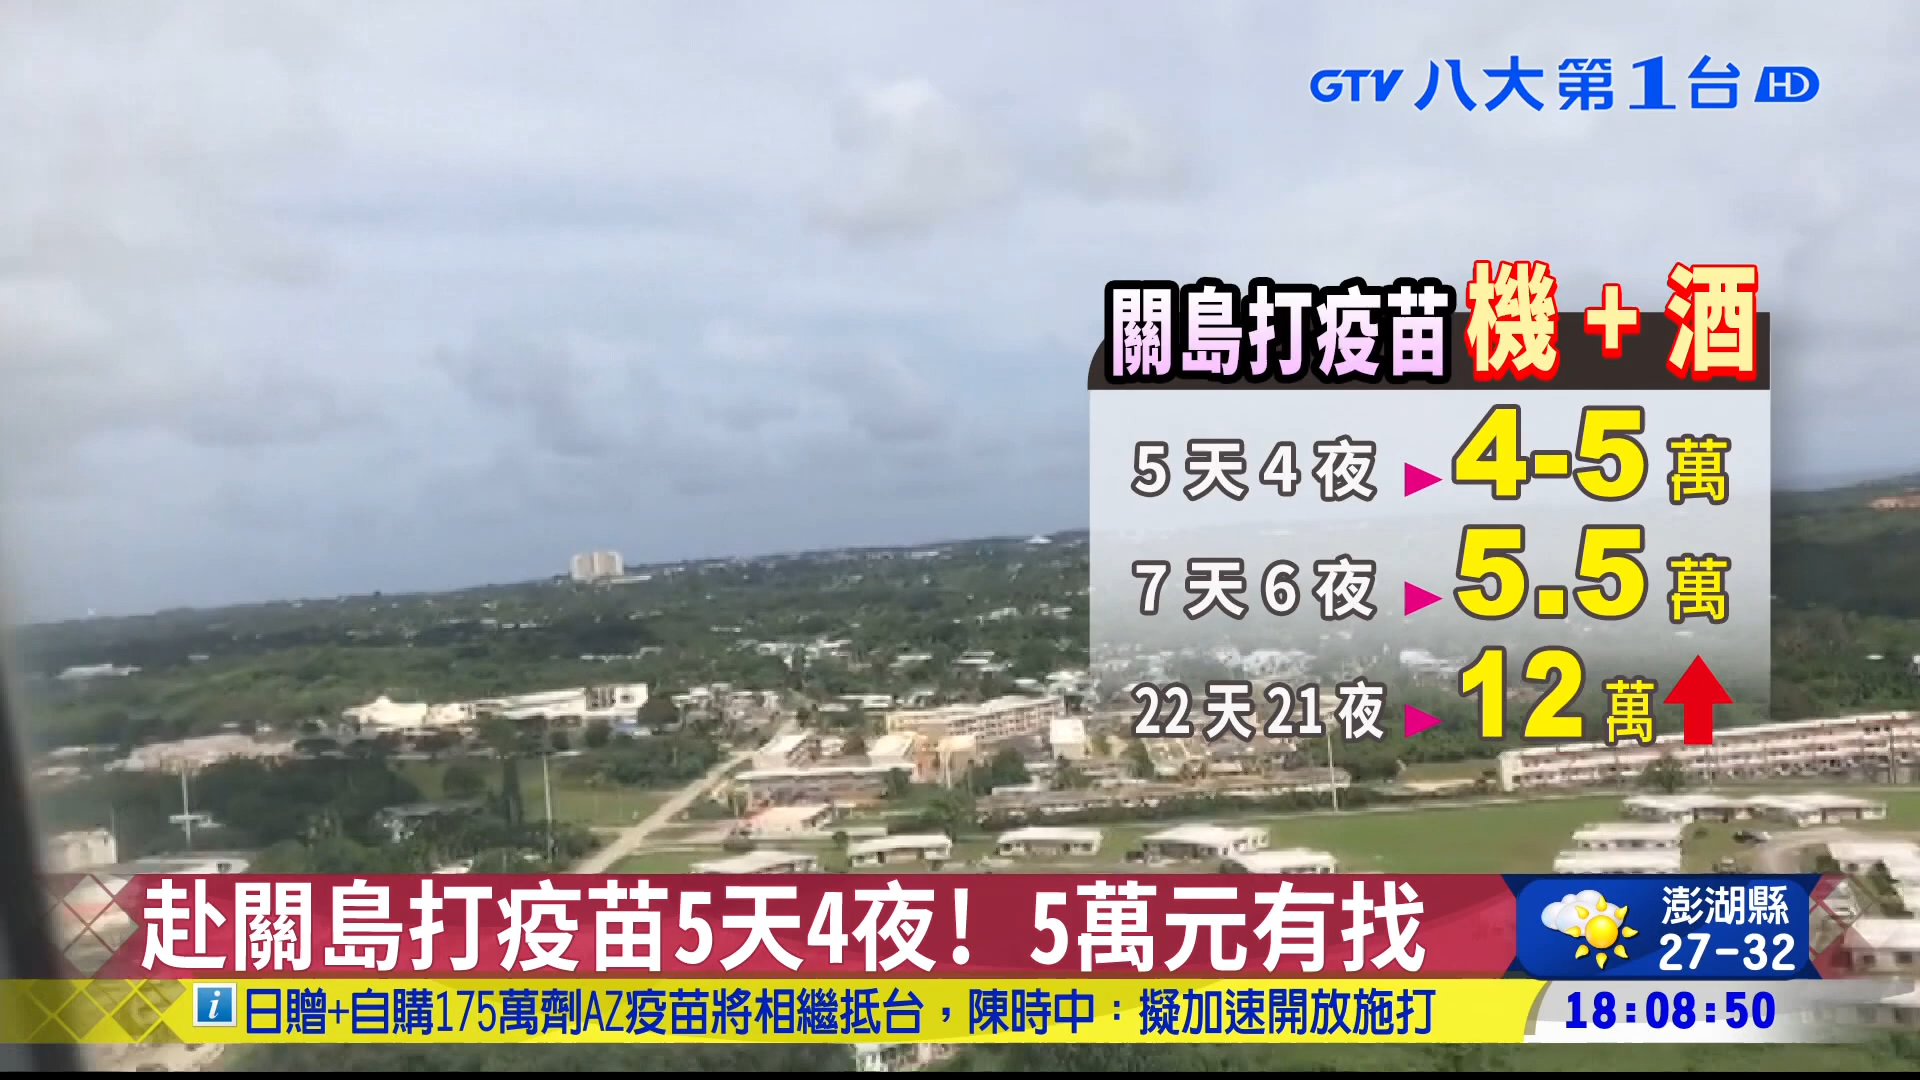 GTV 八大第1台 HD
關島打疫苗 機+酒
5天4夜 ▶ 4-5萬
7天6夜 ▶ 5.5萬
22天21夜 ▶ 12萬
赴關島打疫苗5天4夜! 5萬元有找
澎湖縣
27-32
i 日贈+自購175萬劑AZ疫苗將相繼抵台，陳時中：擬加速開放施打
18:08:50